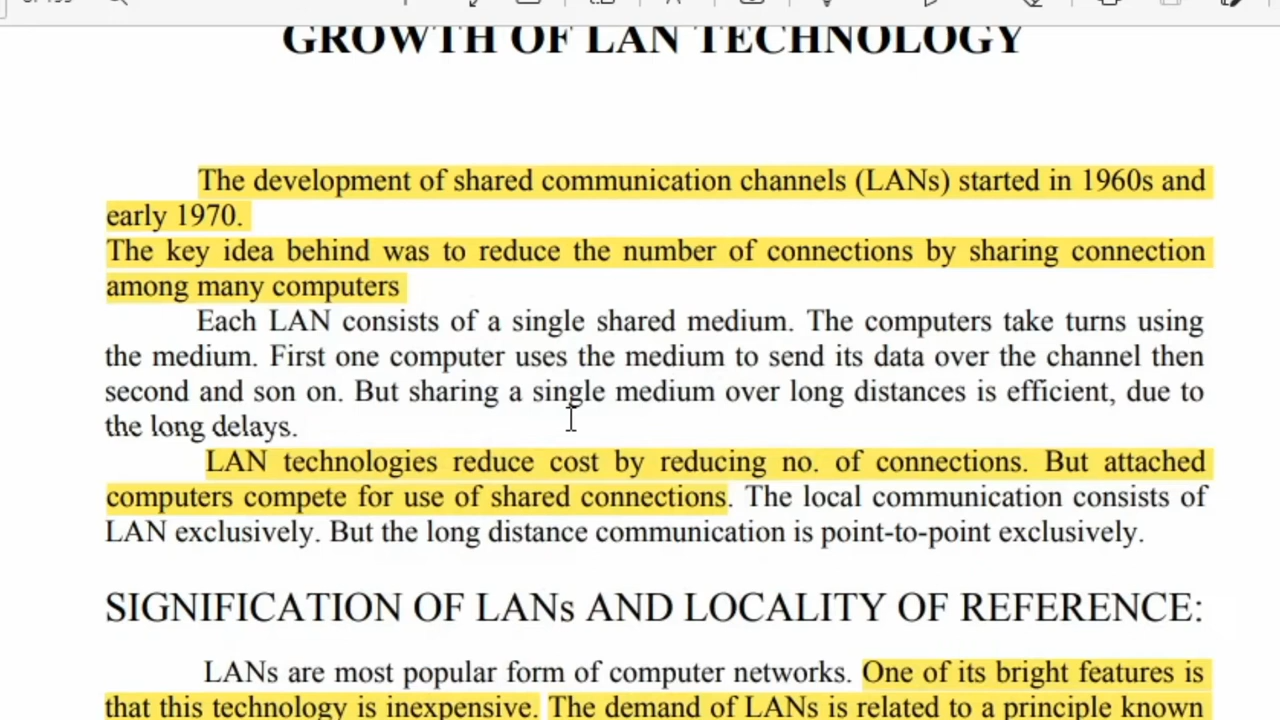 GROWTH OF LAN TECHNOLOGY
The development of shared communication channels (LANs) started in 1960s and
early 1970.
The key idea behind was to reduce the number of connections by sharing connection
among many computers
Each LAN consists of a single shared medium. The computers take turns using
the medium. First one computer uses the medium to send its data over the channel then
second and son on. But sharing a single medium over long distances is efficient, due to
the long delays.
LAN technologies reduce cost by reducing no. of connections. But attached
computers compete for use of shared connections. The local communication consists of
LAN exclusively. But the long distance communication is point-to-point exclusively.
SIGNIFICATION OF LANs AND LOCALITY OF REFERENCE:
LANs are most popular form of computer networks. One of its bright features is
that this technology is inexpensive. The demand of LANs is related to a principle known